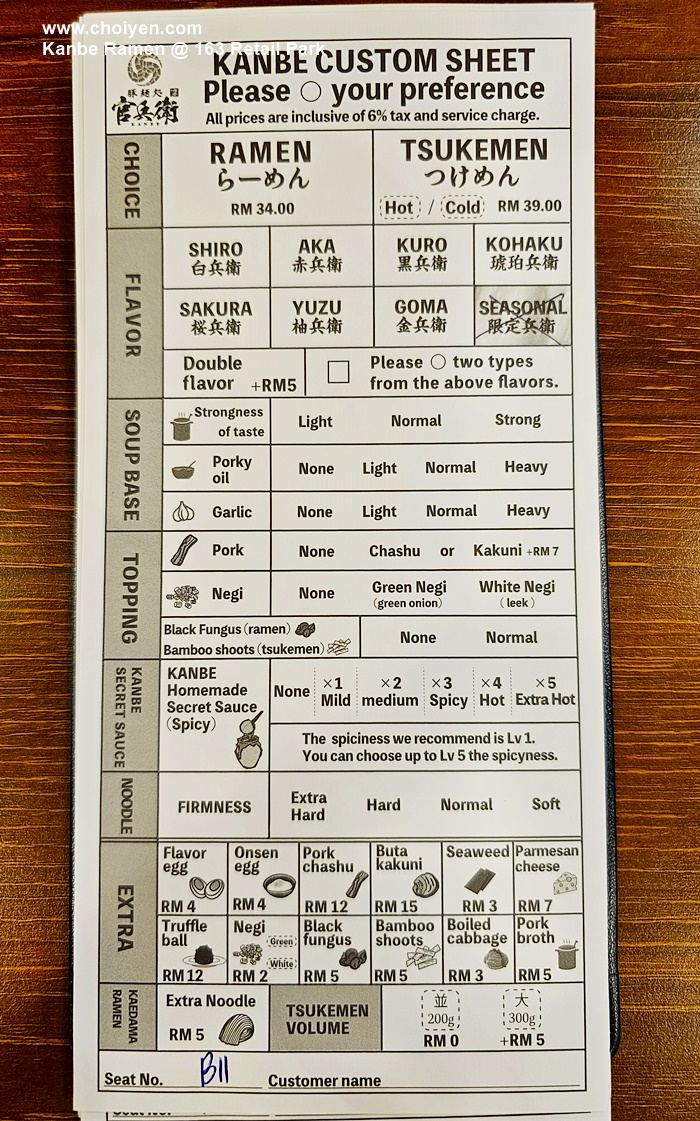 www.choiyen.com
Kanbe Ramen @ 163 Retail Park
豚麺処
官兵衛
KANBE
KANBE CUSTOM SHEET
Please ○ your preference
All prices are inclusive of 6% tax and service charge.
CHOICE
RAMEN
らーめん
RM 34.00
TSUKEMEN
つけめん
Hot / Cold RM 39.00
FLAVOR
SHIRO
白兵衛
AKA
赤兵衛
KURO
黒兵衛
KOHAKU
琥珀兵衛
SAKURA
桜兵衛
YUZU
柚兵衛
GOMA
金兵衛
SEASONAL
限定兵衛
Double
flavor +RM5
Please ○ two types
from the above flavors.
SOUP BASE
Strongness
of taste
Light Normal Strong
Porky
oil
None Light Normal Heavy
Garlic
None Light Normal Heavy
TOPPING
Pork
None Chashu or Kakuni +RM 7
Negi
None
Green Negi
(green onion)
White Negi
(leek)
Black Fungus (ramen)
Bamboo shoots (tsukemen)
None Normal
KANBE
SECRET SAUCE
KANBE
Homemade
Secret Sauce
(Spicy)
None
×1
Mild
×2
medium
×3
Spicy
×4
Hot
×5
Extra Hot
The spiciness we recommend is Lv 1.
You can choose up to Lv 5 the spicyness.
NOODLE
FIRMNESS
Extra
Hard
Hard Normal Soft
EXTRA
Flavor
egg
RM 4
Onsen
egg
RM 4
Pork
chashu
RM 12
Buta
kakuni
RM 15
Seaweed
RM 3
Parmesan
cheese
RM 7
Truffle
ball
RM 12
Negi
Green
White
RM 2
Black
fungus
RM 5
Bamboo
shoots
RM 5
Boiled
cabbage
RM 3
Pork
broth
RM 5
KAEDAMA
RAMEN
Extra Noodle
RM 5
TSUKEMEN
VOLUME
並
200g
RM 0
大
300g
+RM 5
Seat No. B11 Customer name